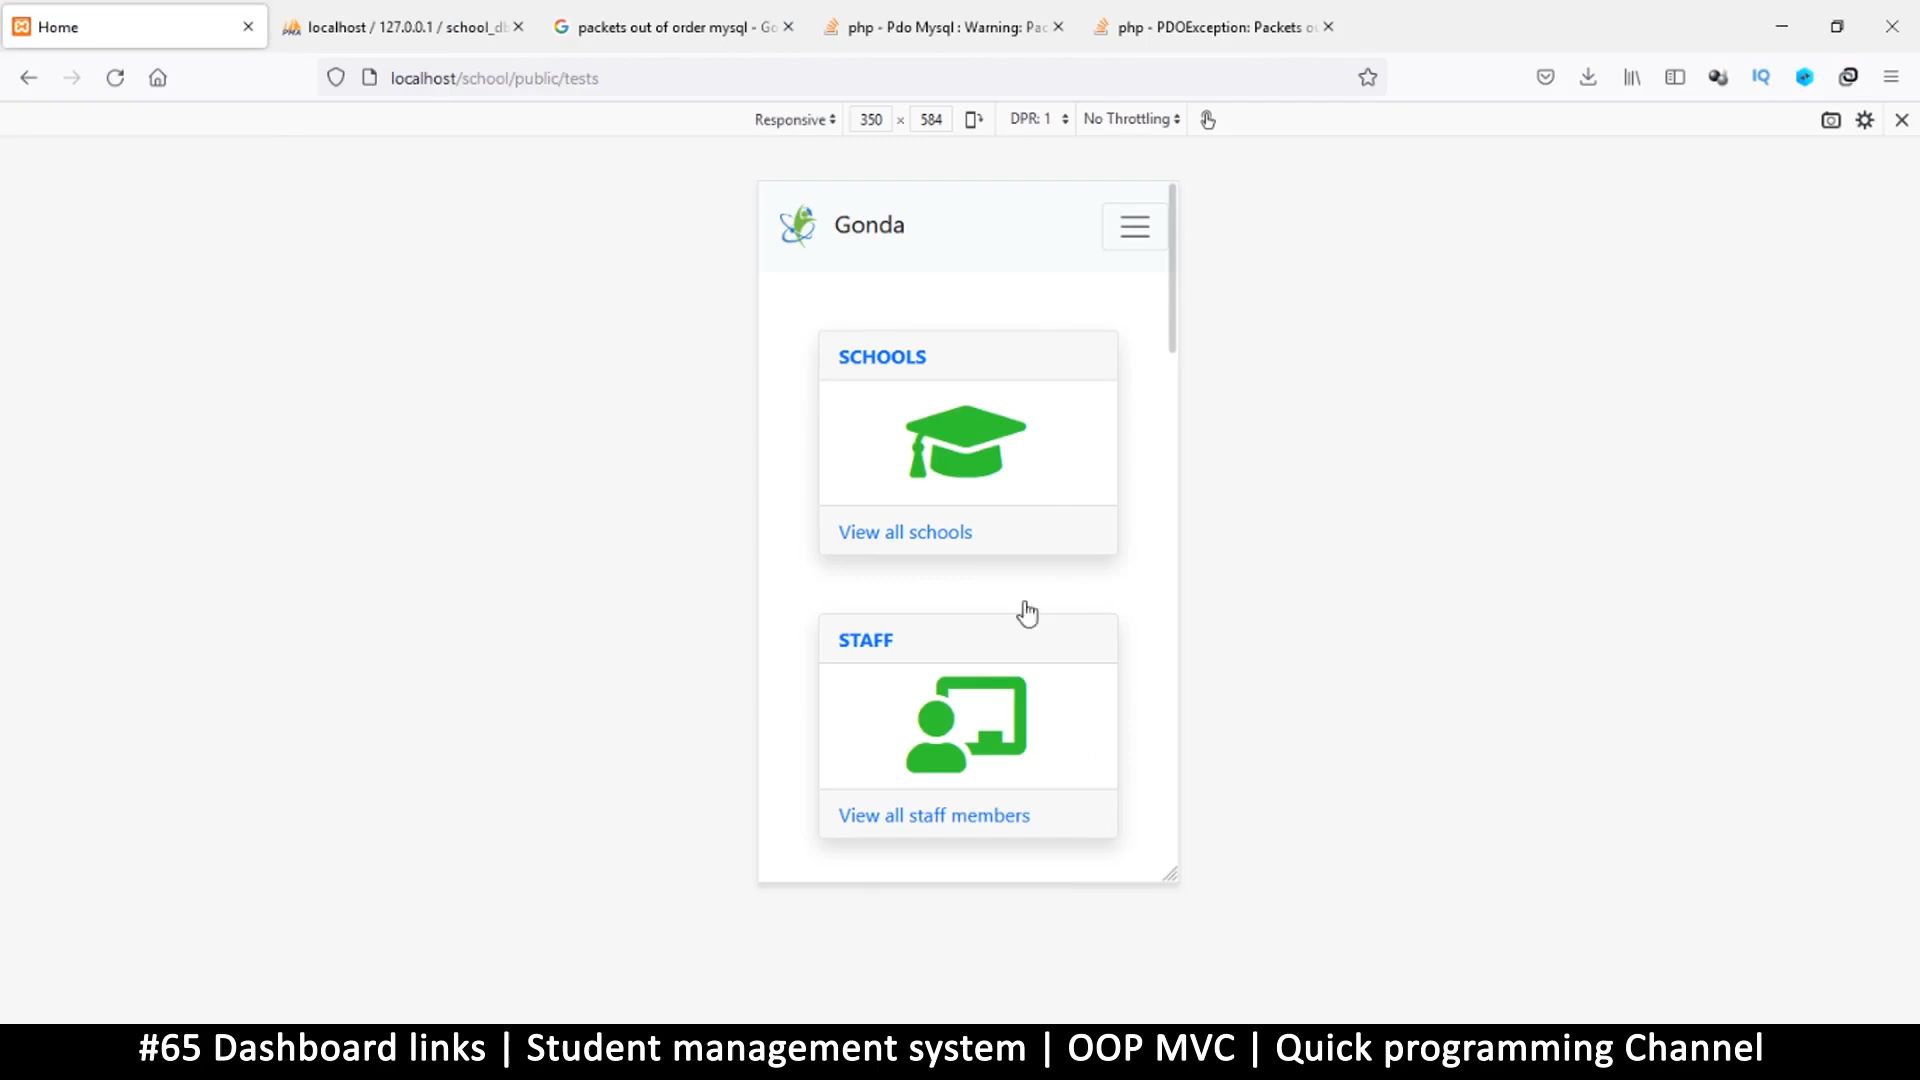 Home
localhost / 127.0.0.1 / school_db
packets out of order mysql - Go
php - Pdo Mysql : Warning: Pac
php - PDOException: Packets o
localhost/school/public/tests
IQ
Responsive 350 × 584 DPR: 1 No Throttling
Gonda
SCHOOLS
View all schools
STAFF
View all staff members
#65 Dashboard links | Student management system | OOP MVC | Quick programming Channel